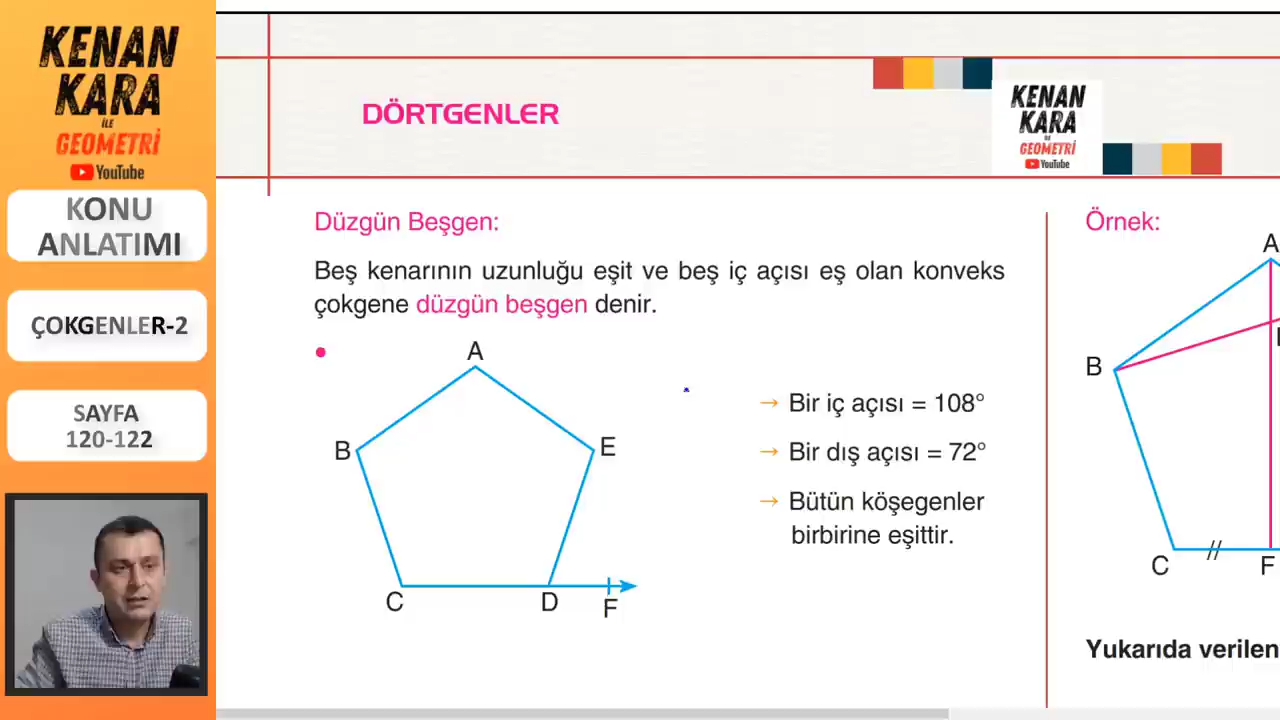 KENAN
KARA
İLE
GEOMETRİ
YouTube
KONU
ANLATIMI
ÇOKGENLER-2
SAYFA
120-122
DÖRTGENLER
KENAN
KARA
İLE
GEOMETRİ
YouTube
Düzgün Beşgen:
Beş kenarının uzunluğu eşit ve beş iç açısı eş olan konveks
çokgene düzgün beşgen denir.
A
B
E
C
D
F
→ Bir iç açısı = 108°
→ Bir dış açısı = 72°
→ Bütün köşegenler
birbirine eşittir.
Örnek:
A
B
C
F
Yukarıda verilen